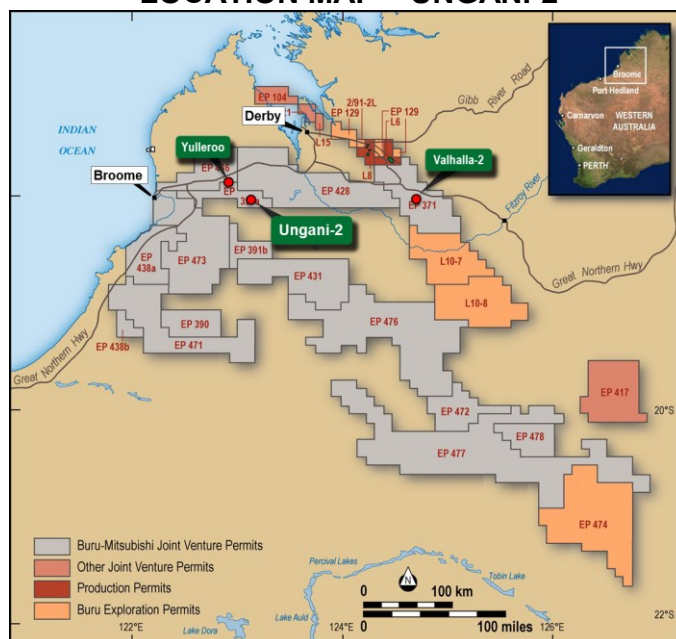 LOCATION MAP – UNGANI-2
INDIAN
OCEAN
Broome
Derby
Yulleroo
Ungani-2
Valhalla-2
EP 104
L15
EP 129
2/91-2L
EP 129
L6
L8
Gibb River Road
Fitzroy River
Great Northern Hwy
EP
EP 428
EP 371
EP 391b
EP
438a
EP 473
EP 431
L10-7
L10-8
EP 390
EP 471
EP 438b
EP 476
Great Northern Hwy
EP 417
EP 472
EP 478
EP 477
EP 474
20°S
22°S
122°E
124°E
126°E
Percival Lakes
Tobin Lake
Lake Auld
Lake Dora
N
0 100 km
0 100 miles
Buru-Mitsubishi Joint Venture Permits
Other Joint Venture Permits
Production Permits
Buru Exploration Permits
Broome
Port Hedland
Carnarvon
WESTERN
AUSTRALIA
Geraldton
PERTH